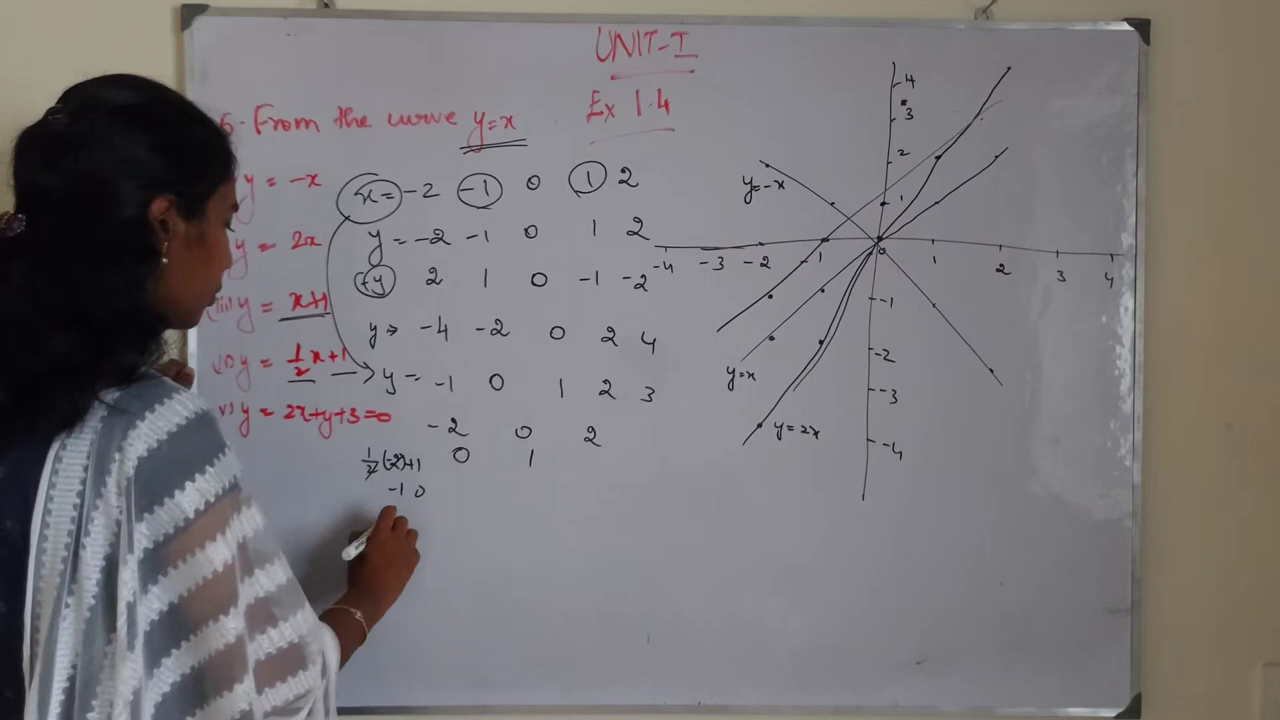 UNIT-I
Ex 1.4
6. From the curve y=x
y = -x
y = 2x
(iii) y = x+1
y = 1/2 x+1
v) y = 2x+y+3=0
x = -2 -1 0 1 2
y = -2 -1 0 1 2
-y 2 1 0 -1 -2
y → -4 -2 0 2 4
y = -1 0 1 2 3
-2 0 2
1/2 (-2)+1 0 1
-1 0
y=-x
y=x
y=2x
4
3
2
1
-4 -3 -2 -1 0 1 2 3 4
-1
-2
-3
-4